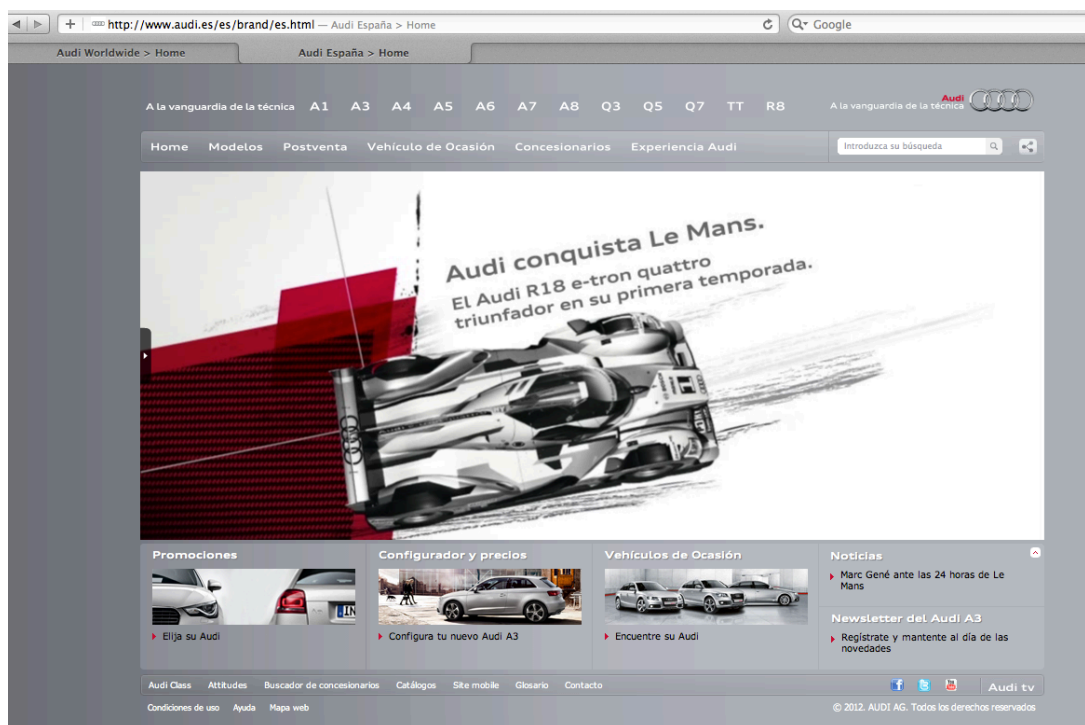 http://www.audi.es/es/brand/es.html — Audi España > Home
Google
Audi Worldwide > Home
Audi España > Home
A la vanguardia de la técnica A1 A3 A4 A5 A6 A7 A8 Q3 Q5 Q7 TT R8
Audi
A la vanguardia de la técnica
Home Modelos Postventa Vehículo de Ocasión Concesionarios Experiencia Audi
Introduzca su búsqueda
Audi conquista Le Mans.
El Audi R18 e-tron quattro
triunfador en su primera temporada.
Promociones
Elija su Audi
Configurador y precios
Configura tu nuevo Audi A3
Vehículos de Ocasión
Encuentre su Audi
Noticias
Marc Gené ante las 24 horas de Le
Mans
Newsletter del Audi A3
Regístrate y mantente al día de las
novedades
Audi Class Attitudes Buscador de concesionarios Catálogos Site mobile Glosario Contacto
Audi tv
Condiciones de uso Ayuda Mapa web
© 2012. AUDI AG. Todos los derechos reservados